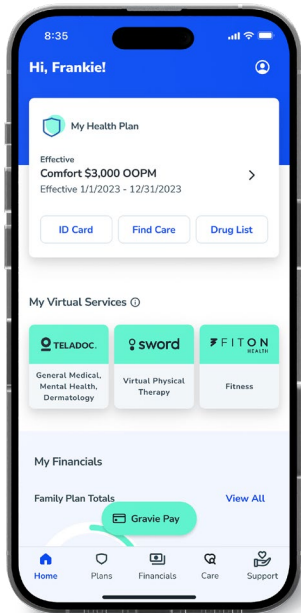 8:35
Hi, Frankie!
My Health Plan
Effective
Comfort $3,000 OOPM
Effective 1/1/2023 - 12/31/2023
ID Card
Find Care
Drug List
My Virtual Services
TELADOC.
sword
FITON
HEALTH
General Medical,
Mental Health,
Dermatology
Virtual Physical
Therapy
Fitness
My Financials
Family Plan Totals
View All
Gravie Pay
Home
Plans
Financials
Care
Support